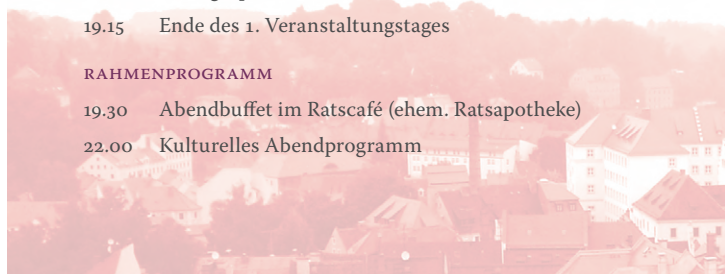 19.15 Ende des 1. Veranstaltungstages
RAHMENPROGRAMM
19.30 Abendbuffet im Ratscafé (ehem. Ratsapotheke)
22.00 Kulturelles Abendprogramm